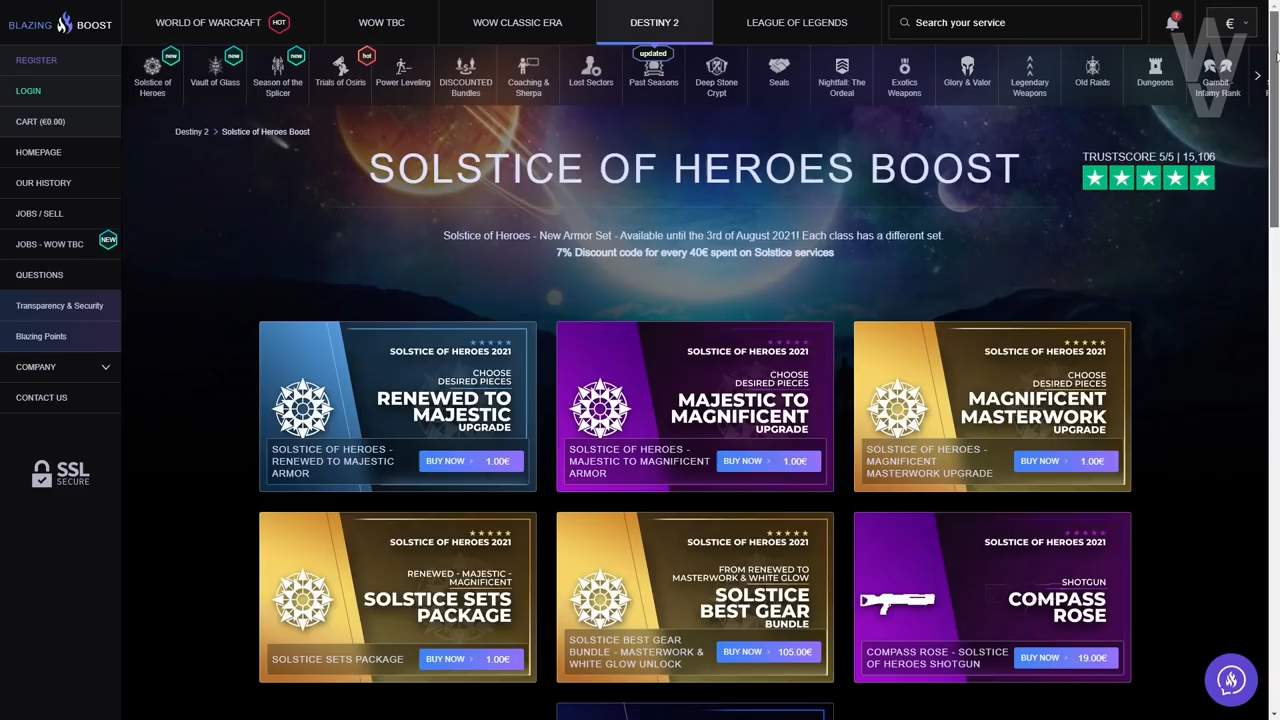 BLAZING BOOST
WORLD OF WARCRAFT HOT
WOW TBC
WOW CLASSIC ERA
DESTINY 2
LEAGUE OF LEGENDS
Search your service
7
€
REGISTER
LOGIN
CART (€0.00)
HOMEPAGE
MY HISTORY
JOBS / SELL
JOBS - WOW TBC NEW
QUESTIONS
Transparency & Security
Blazing Points
COMPANY
CONTACT US
SSL
SECURE
new
Solstice of
Heroes
new
Vault of Glass
new
Season of the
Splicer
hot
Trials of Osiris
Power Leveling
DISCOUNTED
Bundles
Coaching &
Sherpa
Lost Sectors
updated
Past Seasons
Deep Stone
Crypt
Seals
Nightfall: The
Ordeal
Exotics
Weapons
Glory & Valor
Legendary
Weapons
Old Raids
Dungeons
Gambit -
Infamy Rank
Destiny 2 > Solstice of Heroes Boost
SOLSTICE OF HEROES BOOST
TRUSTSCORE 5/5 | 15,106
Solstice of Heroes - New Armor Set - Available until the 3rd of August 2021! Each class has a different set.
7% Discount code for every 40€ spent on Solstice services
SOLSTICE OF HEROES 2021
CHOOSE
DESIRED PIECES
RENEWED TO
MAJESTIC
UPGRADE
SOLSTICE OF HEROES -
RENEWED TO MAJESTIC
ARMOR
BUY NOW > 1.00€
SOLSTICE OF HEROES 2021
CHOOSE
DESIRED PIECES
MAJESTIC TO
MAGNIFICENT
UPGRADE
SOLSTICE OF HEROES -
MAJESTIC TO MAGNIFICENT
ARMOR
BUY NOW > 1.00€
SOLSTICE OF HEROES 2021
CHOOSE
DESIRED PIECES
MAGNIFICENT
MASTERWORK
UPGRADE
SOLSTICE OF HEROES -
MAGNIFICENT
MASTERWORK UPGRADE
BUY NOW > 1.00€
SOLSTICE OF HEROES 2021
RENEWED - MAJESTIC -
MAGNIFICENT
SOLSTICE SETS
PACKAGE
SOLSTICE SETS PACKAGE
BUY NOW > 1.00€
SOLSTICE OF HEROES 2021
FROM RENEWED TO
MASTERWORK & WHITE GLOW
SOLSTICE
BEST GEAR
BUNDLE
SOLSTICE BEST GEAR
BUNDLE - MASTERWORK &
WHITE GLOW UNLOCK
BUY NOW > 105.00€
SOLSTICE OF HEROES 2021
SHOTGUN
COMPASS
ROSE
COMPASS ROSE - SOLSTICE
OF HEROES SHOTGUN
BUY NOW > 19.00€